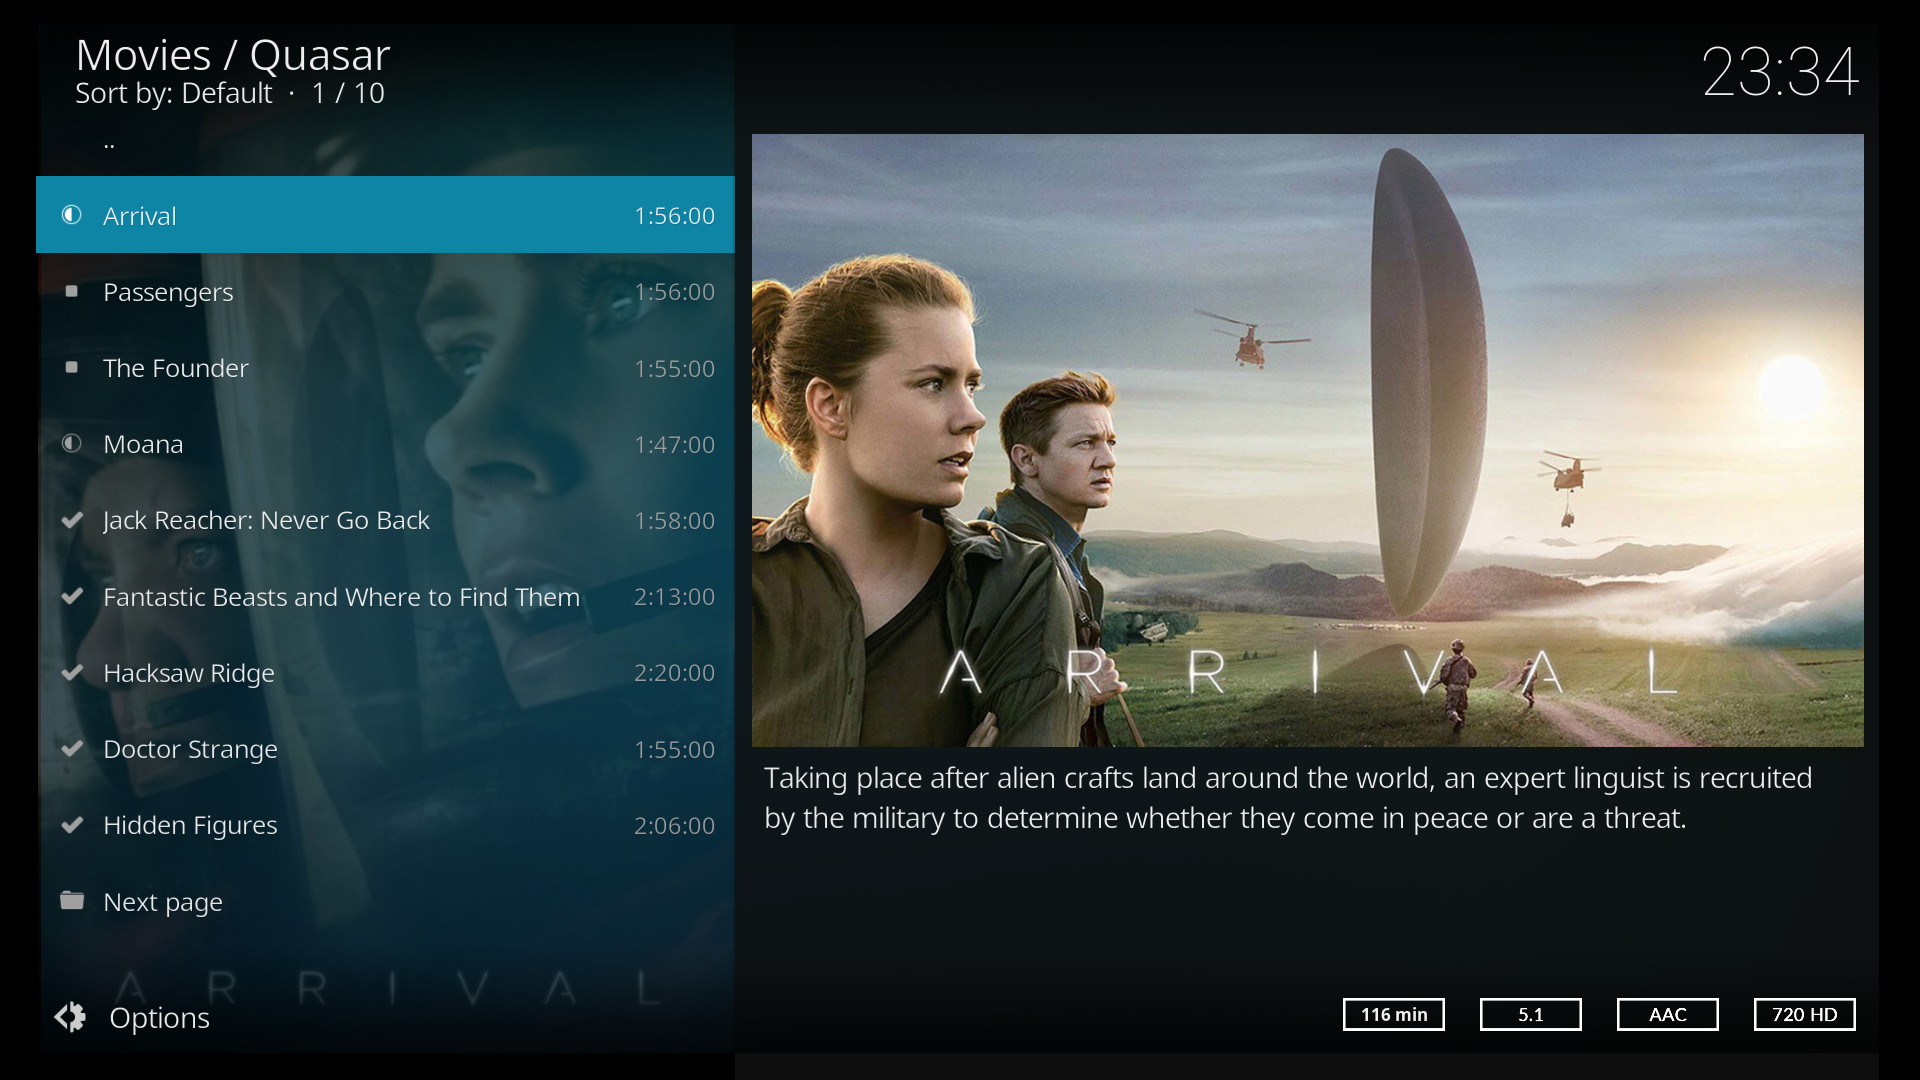 Movies / Quasar
Sort by: Default · 1 / 10
23:34
..
Arrival 1:56:00
Passengers 1:56:00
The Founder 1:55:00
Moana 1:47:00
Jack Reacher: Never Go Back 1:58:00
Fantastic Beasts and Where to Find Them 2:13:00
Hacksaw Ridge 2:20:00
Doctor Strange 1:55:00
Hidden Figures 2:06:00
Next page
ARRIVAL
Options
ARRIVAL
Taking place after alien crafts land around the world, an expert linguist is recruited
by the military to determine whether they come in peace or are a threat.
116 min 5.1 AAC 720 HD